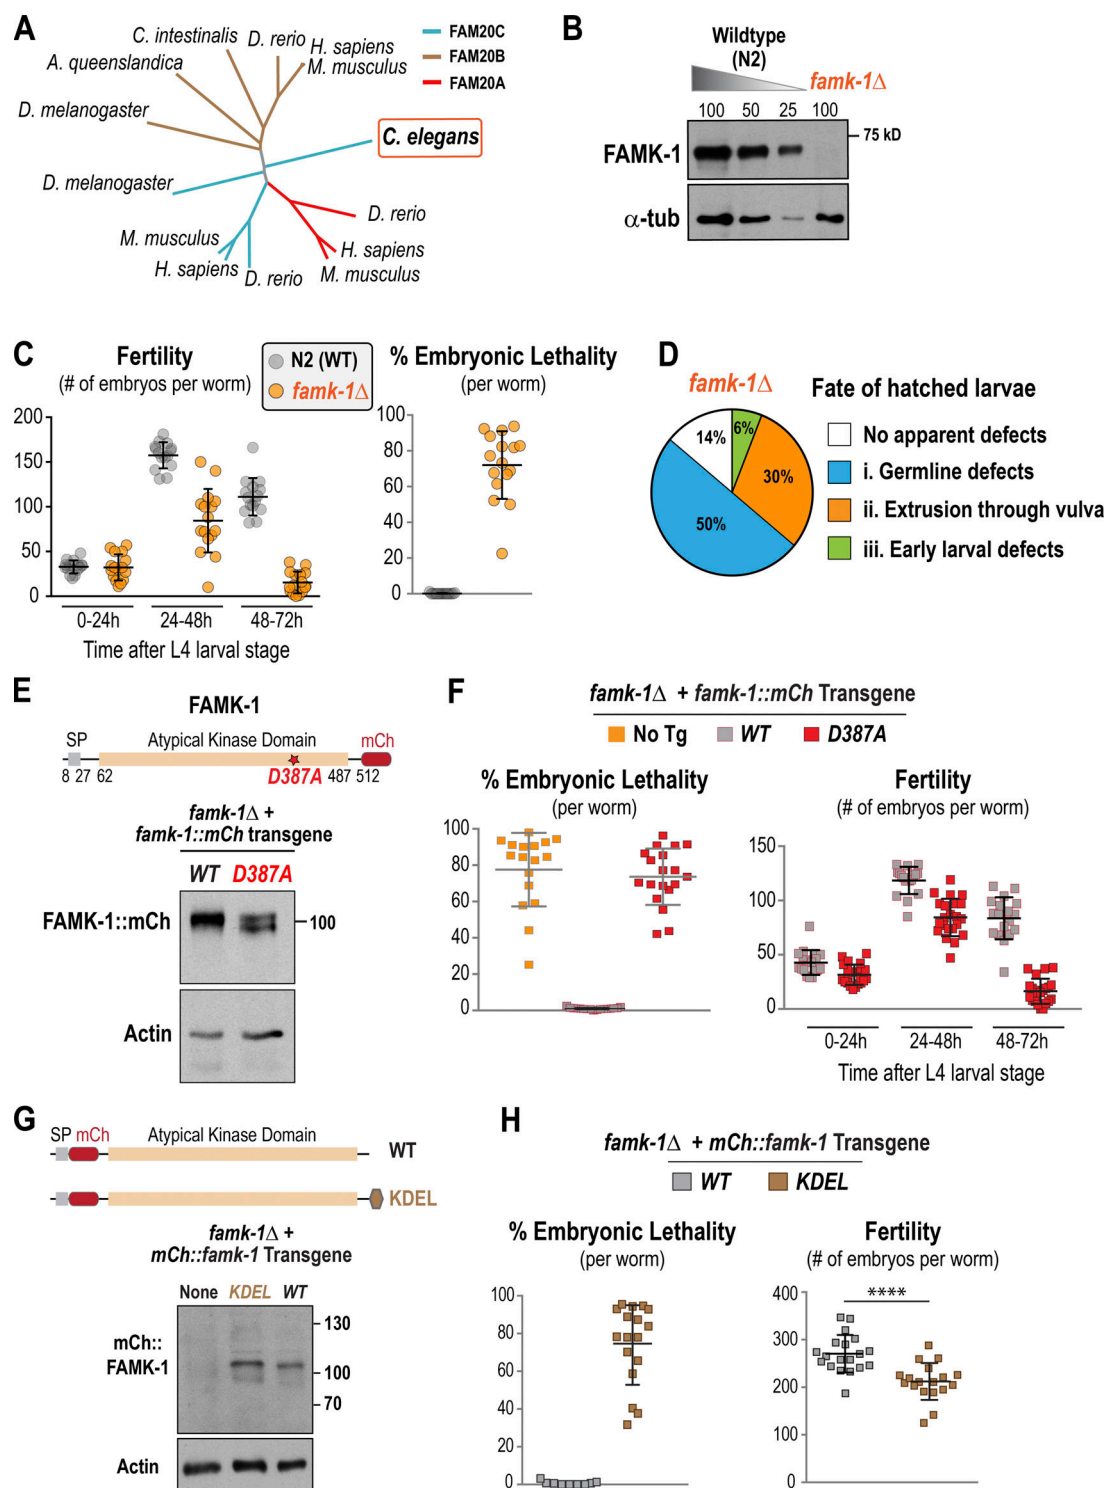 A
C. intestinalis
D. rerio
H. sapiens
M. musculus
A. queenslandica
D. melanogaster
C. elegans
D. melanogaster
D. rerio
M. musculus
H. sapiens
H. sapiens
D. rerio
M. musculus
FAM20C
FAM20B
FAM20A
B
Wildtype
(N2)
famk-1Δ
100 50 25 100
75 kD
FAMK-1
α-tub
C
Fertility
(# of embryos per worm)
N2 (WT)
famk-1Δ
% Embryonic Lethality
(per worm)
200
150
100
50
0
0-24h 24-48h 48-72h
Time after L4 larval stage
100
80
60
40
20
0
D
famk-1Δ
Fate of hatched larvae
14%
6%
30%
50%
No apparent defects
i. Germline defects
ii. Extrusion through vulva
iii. Early larval defects
E
FAMK-1
SP Atypical Kinase Domain mCh
8 27 62 D387A 487 512
famk-1Δ +
famk-1::mCh transgene
WT D387A
FAMK-1::mCh
100
Actin
F
famk-1Δ + famk-1::mCh Transgene
No Tg WT D387A
% Embryonic Lethality
(per worm)
100
80
60
40
20
0
Fertility
(# of embryos per worm)
150
100
50
0
0-24h 24-48h 48-72h
Time after L4 larval stage
G
SP mCh Atypical Kinase Domain
WT
KDEL
famk-1Δ +
mCh::famk-1 Transgene
None KDEL WT
mCh::
FAMK-1
130
100
70
Actin
H
famk-1Δ + mCh::famk-1 Transgene
WT KDEL
% Embryonic Lethality
(per worm)
100
80
60
40
20
0
Fertility
(# of embryos per worm)
400
300
200
100
0
****